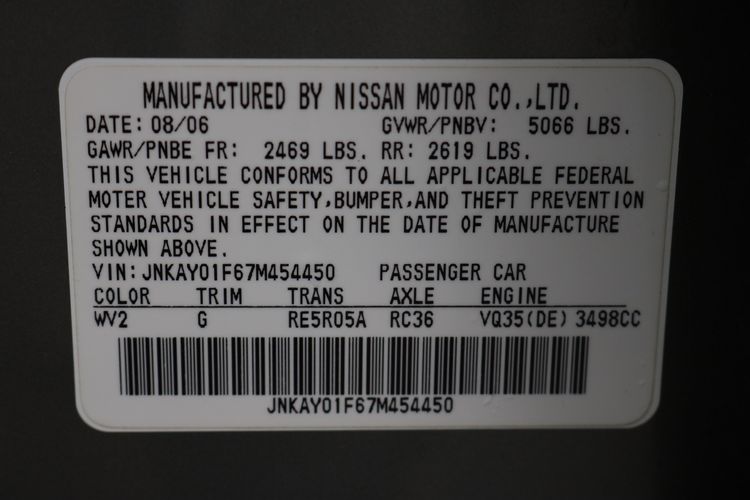 MANUFACTURED BY NISSAN MOTOR CO.,LTD.
DATE: 08/06 GVWR/PNBV: 5066 LBS.
GAWR/PNBE FR: 2469 LBS. RR: 2619 LBS.
THIS VEHICLE CONFORMS TO ALL APPLICABLE FEDERAL
MOTER VEHICLE SAFETY,BUMPER,AND THEFT PREVENTION
STANDARDS IN EFFECT ON THE DATE OF MANUFACTURE
SHOWN ABOVE.
VIN: JNKAY01F67M454450 PASSENGER CAR
COLOR TRIM TRANS AXLE ENGINE
WV2 G RE5R05A RC36 VQ35(DE) 3498CC
JNKAY01F67M454450